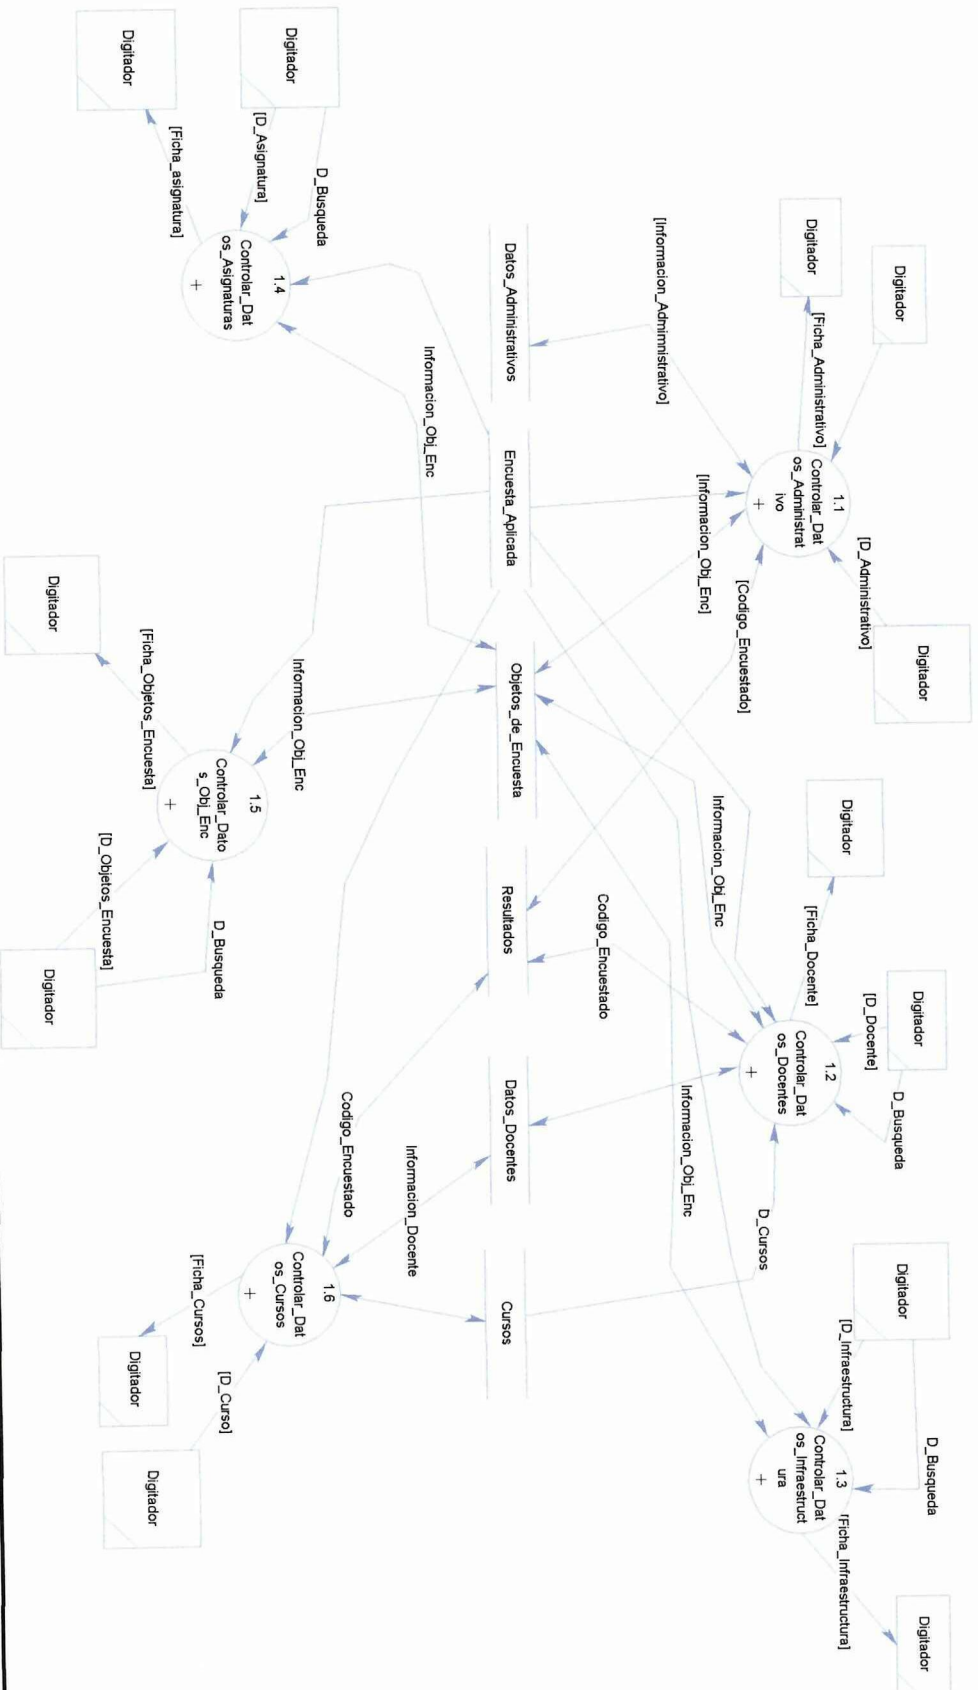 Digitador
Digitador
Digitador
[Ficha_Administrativo]
[D_Administrativo]
1.1
Controlar_Dat
os_Administrat
ivo
+
[Informacion_Admimnistrativo]
[Informacion_Obj_Enc]
[Codigo_Encuestado]
Digitador
Digitador
[Ficha_Docente]
[D_Docente]
D_Busqueda
1.2
Controlar_Dat
os_Docentes
+
Informacion_Obj_Enc
Codigo_Encuestado
Informacion_Obj_Enc
D_Cursos
Digitador
[D_Infraestructura]
D_Busqueda
1.3
Controlar_Dat
os_Infraestruct
ura
+
[Ficha_Infraestructura]
Digitador
Datos_Administrativos
Encuesta_Aplicada
Objetos_de_Encuesta
Resultados
Datos_Docentes
Cursos
Digitador
Digitador
D_Busqueda
[D_Asignatura]
[Ficha_asignatura]
1.4
Controlar_Dat
os_Asignaturas
+
Informacion_Obj_Enc
Informacion_Obj_Enc
1.5
Controlar_Dato
s_Obj_Enc
+
[Ficha_Objetos_Encuesta]
Digitador
D_Busqueda
[D_Objetos_Encuesta]
Digitador
Codigo_Encuestado
Informacion_Docente
1.6
Controlar_Dat
os_Cursos
+
[Ficha_Cursos]
[D_Curso]
Digitador
Digitador